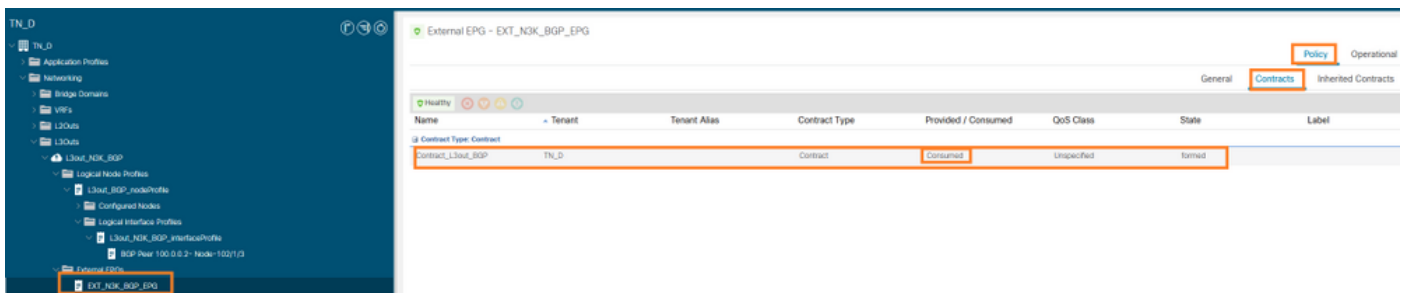 TN_D
TN_D
Application Profiles
Networking
Bridge Domains
VRFs
L2Outs
L3Outs
L3out_N3K_BGP
Logical Node Profiles
L3out_BGP_nodeProfile
Configured Nodes
Logical Interface Profiles
L3out_N3K_BGP_interfaceProfile
BGP Peer 100.0.0.2- Node-102/1/3
External EPGs
EXT_N3K_BGP_EPG
External EPG - EXT_N3K_BGP_EPG
Policy Operational
General Contracts Inherited Contracts
Healthy
Name Tenant Tenant Alias Contract Type Provided / Consumed QoS Class State Label
Contract Type: Contract
Contract_L3out_BGP TN_D Contract Consumed Unspecified formed